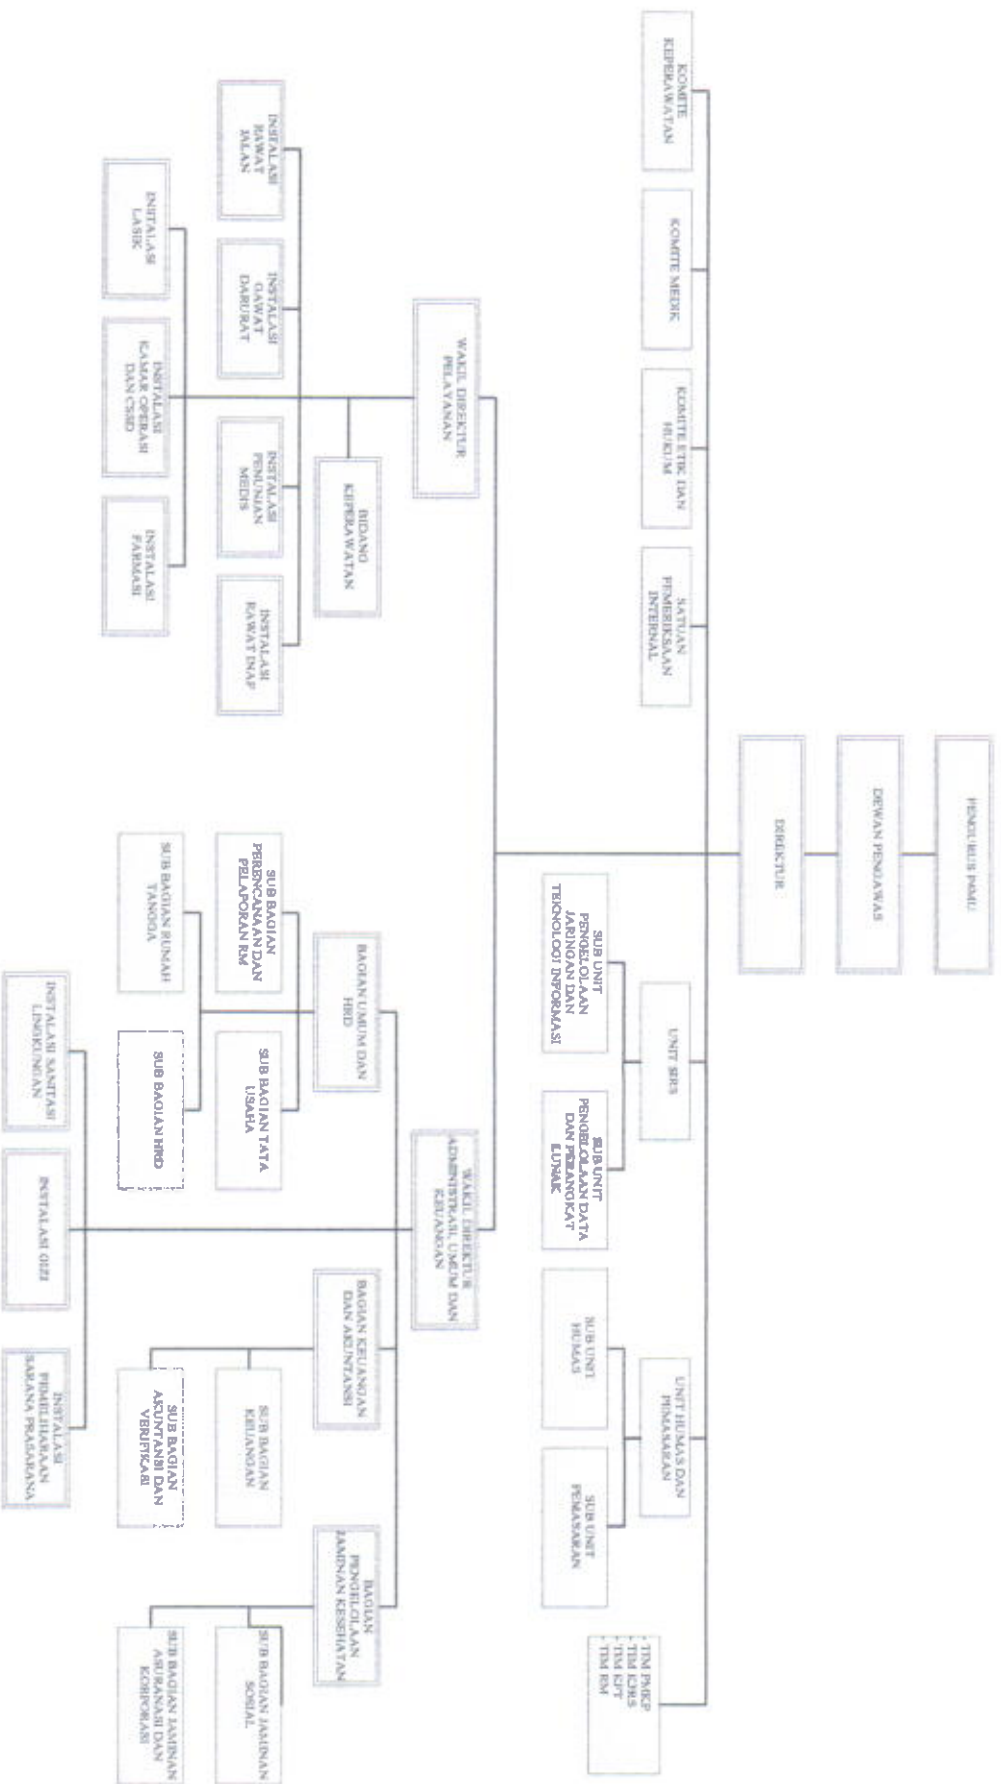 PENGURUS P4MU
DEWAN PENGAWAS
DIREKTUR
KOMITE
KEPERAWATAN
KOMITE MEDIK
KOMITE ETIK DAN
HUKUM
SATUAN
PEMERIKSAAN
INTERNAL
UNIT SIRS
SUB UNIT
PENGELOLAAN
JARINGAN DAN
TEKNOLOGI INFORMASI
SUB UNIT
PENGELOLAAN DATA
DAN PERANGKAT
LUNAK
UNIT HUMAS DAN
PEMASARAN
SUB UNIT
HUMAS
SUB UNIT
PEMASARAN
- TIM PMKP
- TIM K3RS
- TIM KPT
- TIM RM
WAKIL DIREKTUR
PELAYANAN
BIDANG
KEPERAWATAN
INSTALASI
RAWAT
JALAN
INSTALASI
GAWAT
DARURAT
INSTALASI
PENUNJAN
MEDIS
INSTALASI
RAWAT INAP
INSTALASI
LASIK
INSTALASI
KAMAR OPERASI
DAN CSSD
INSTALASI
FARMASI
WAKIL DIREKTUR
ADMINISTRASI, UMUM DAN
KEUANGAN
BAGIAN UMUM DAN
HRD
SUB BAGIAN
PERENCANAAN DAN
PELAPORAN RM
SUB BAGIAN TATA
USAHA
SUB BAGIAN RUMAH
TANGGA
SUB BAGIAN HRD
BAGIAN KEUANGAN
DAN AKUNTANSI
SUB BAGIAN
KEUANGAN
SUB BAGIAN
AKUNTANSI DAN
VERIFIKASI
BAGIAN
PENGELOLAAN
JAMINAN KESEHATAN
SUB BAGIAN JAMINAN
SOSIAL
SUB BAGIAN JAMINAN
ASURANASI DAN
KORPORASI
INSTALASI SANITASI
LINGKUNGAN
INSTALASI GIZI
INSTALASI
PEMELIHARAAN
SARANA PRASARANA